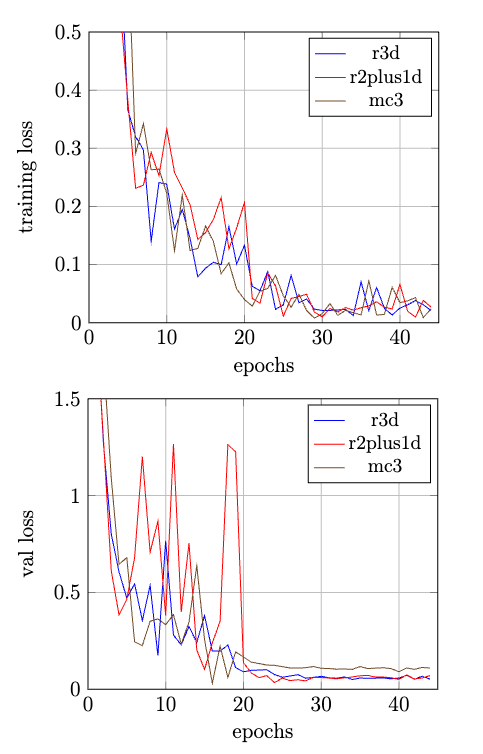 0.5
0.4
0.3
0.2
0.1
0
0 10 20 30 40
training loss
epochs
r3d
r2plus1d
mc3
1.5
1
0.5
0
0 10 20 30 40
val loss
epochs
r3d
r2plus1d
mc3